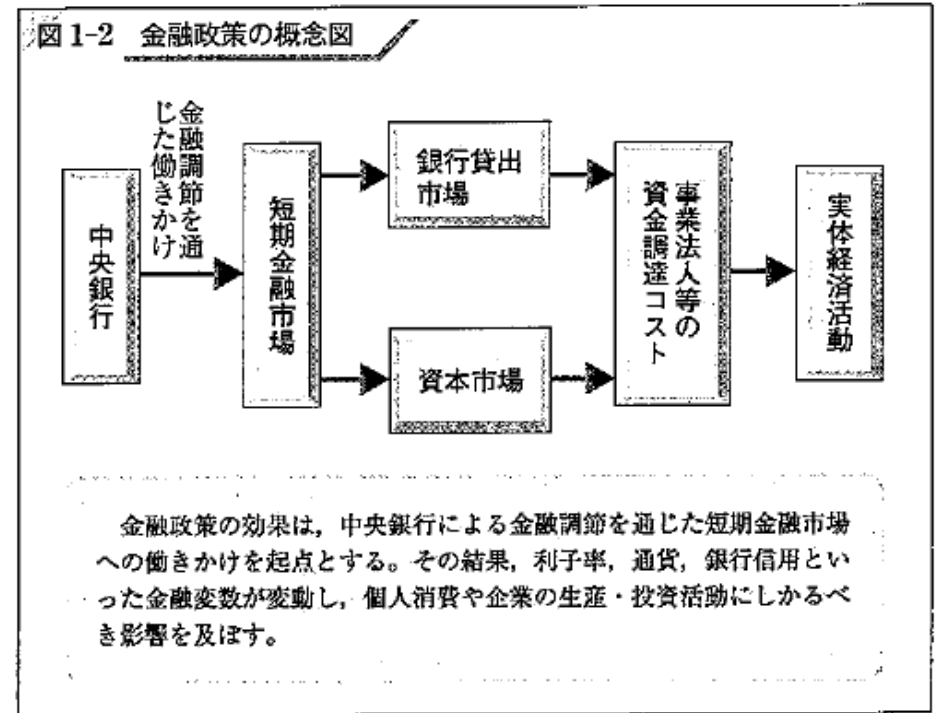 図1-2 金融政策の概念図
金融調節を通
じた働きかけ
中央銀行
短期金融市場
銀行貸出
市場
資本市場
事業法人等の
資金調達コスト
実体経済活動
金融政策の効果は，中央銀行による金融調節を通じた短期金融市場
への働きかけを起点とする。その結果，利子率，通貨，銀行信用とい
った金融変数が変動し，個人消費や企業の生産・投資活動にしかるべ
き影響を及ぼす。